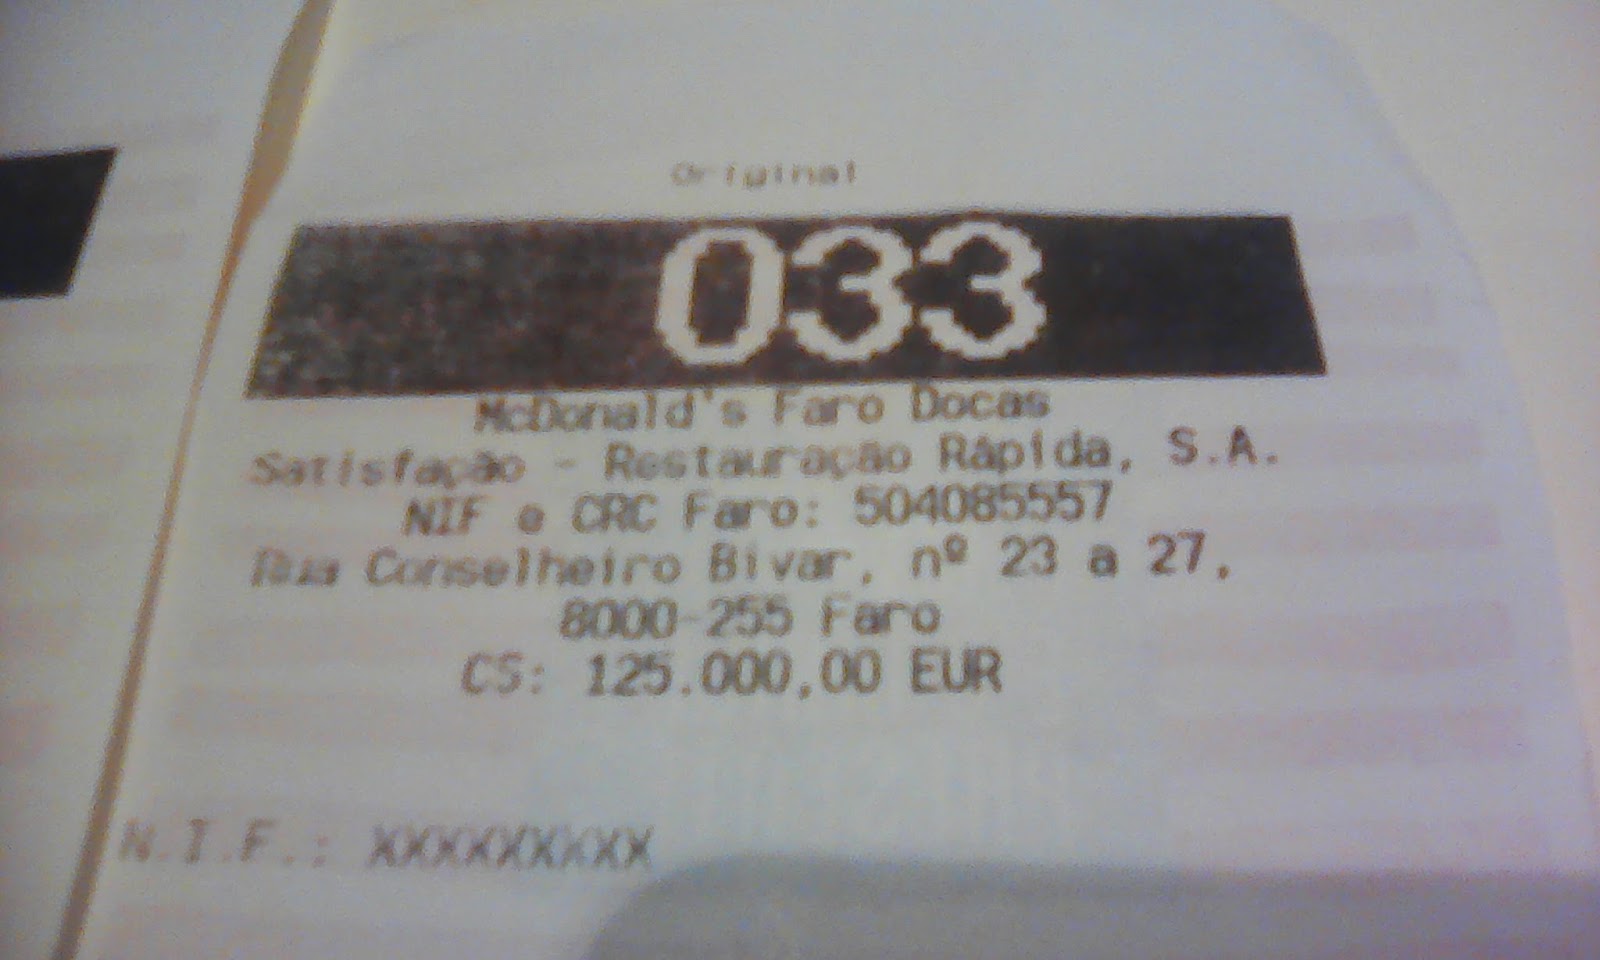 Original
033
McDonald's Faro Docas
Satisfação - Restauração Rápida, S.A.
NIF e CRC Faro: 504085557
Rua Conselheiro Bivar, nº 23 a 27,
8000-255 Faro
CS: 125.000,00 EUR
N.I.F.: XXXXXXXXXX